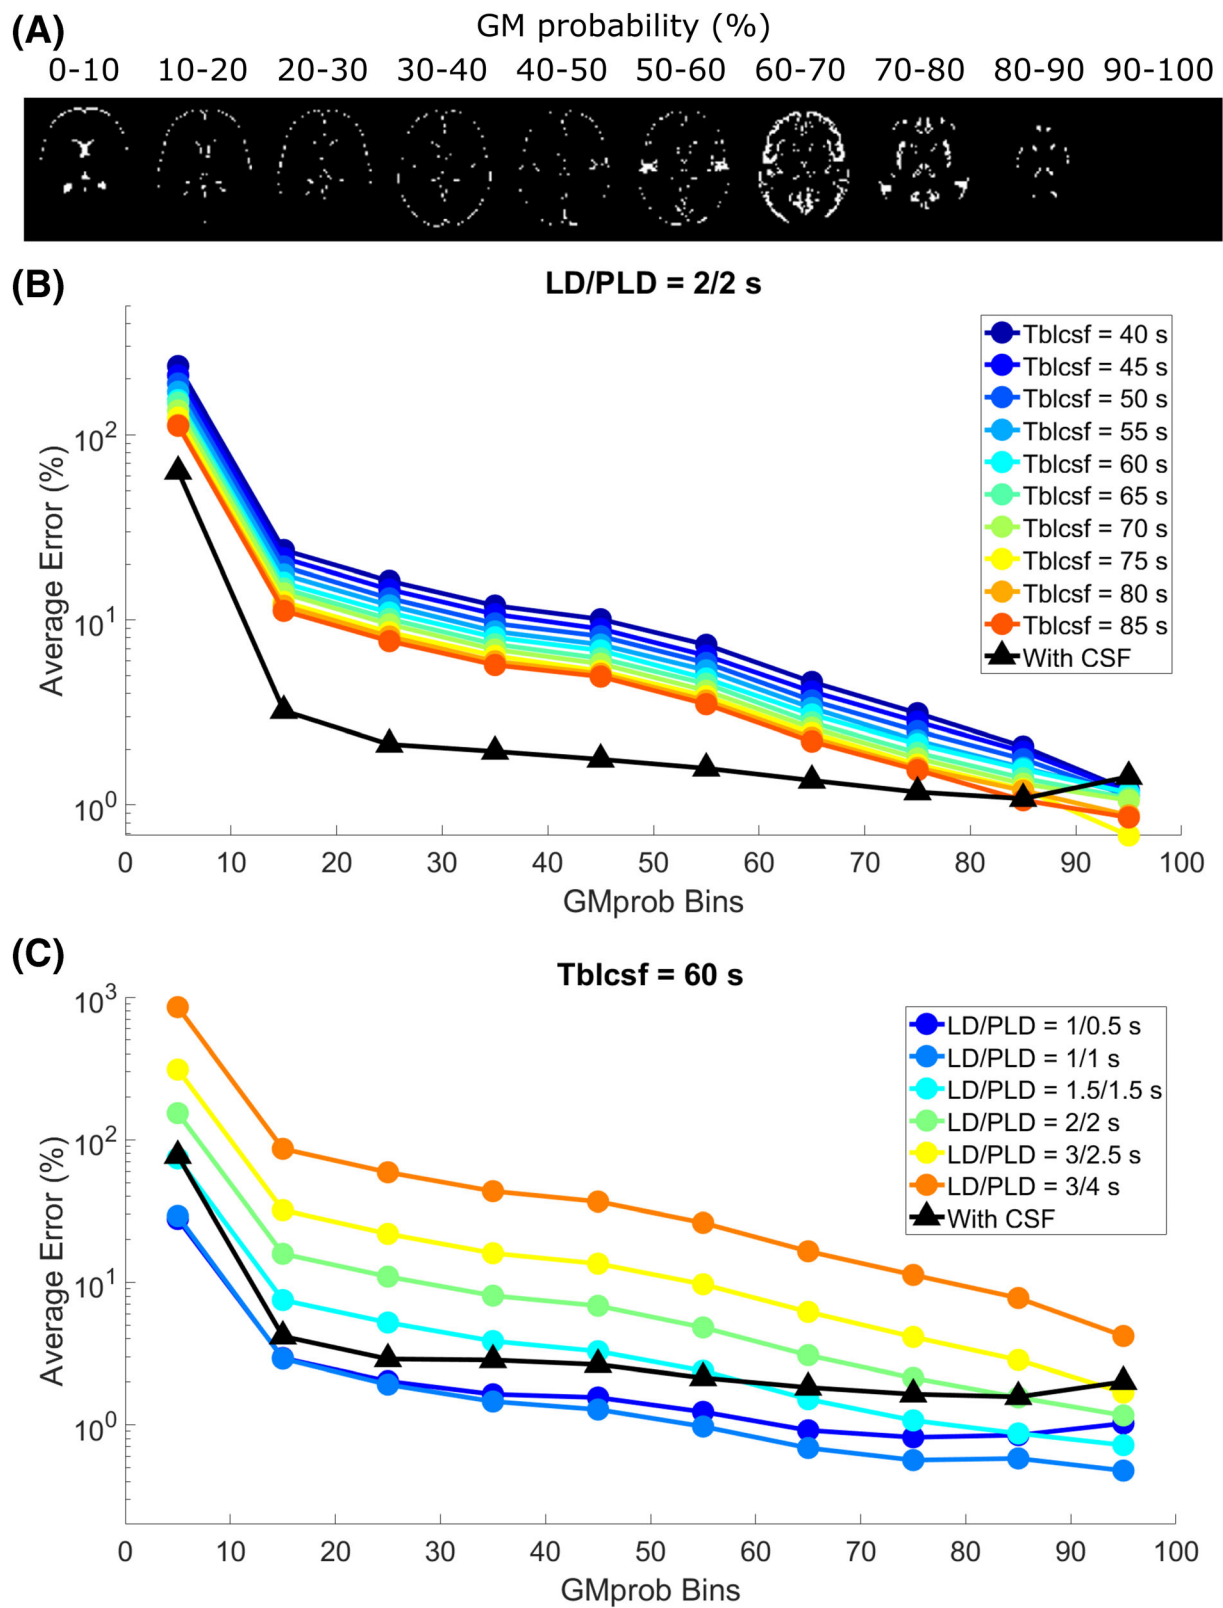 (A)
GM probability (%)
0-10 10-20 20-30 30-40 40-50 50-60 60-70 70-80 80-90 90-100
(B)
LD/PLD = 2/2 s
Average Error (%)
10^2
10^1
10^0
Tblcsf = 40 s
Tblcsf = 45 s
Tblcsf = 50 s
Tblcsf = 55 s
Tblcsf = 60 s
Tblcsf = 65 s
Tblcsf = 70 s
Tblcsf = 75 s
Tblcsf = 80 s
Tblcsf = 85 s
With CSF
0 10 20 30 40 50 60 70 80 90 100
GMprob Bins
(C)
Tblcsf = 60 s
Average Error (%)
10^3
10^2
10^1
10^0
LD/PLD = 1/0.5 s
LD/PLD = 1/1 s
LD/PLD = 1.5/1.5 s
LD/PLD = 2/2 s
LD/PLD = 3/2.5 s
LD/PLD = 3/4 s
With CSF
0 10 20 30 40 50 60 70 80 90 100
GMprob Bins